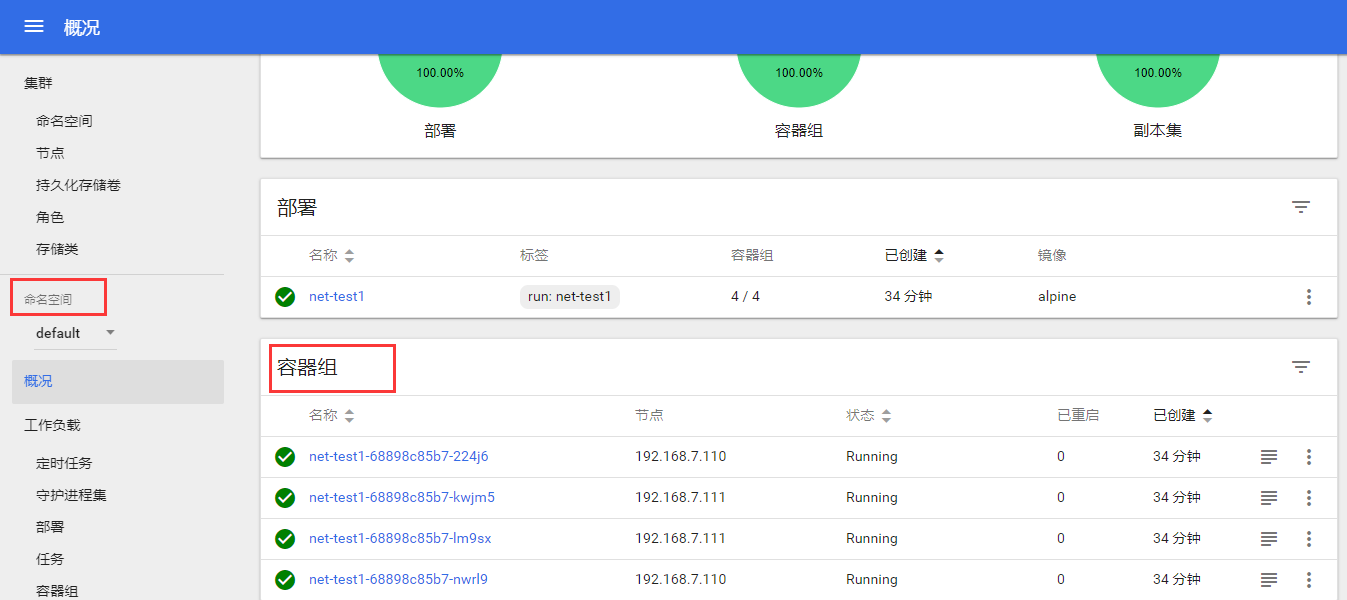 概况
集群
命名空间
节点
持久化存储卷
角色
存储类
命名空间
default
概况
工作负载
定时任务
守护进程集
部署
任务
容器组
100.00% 100.00% 100.00%
部署 容器组 副本集
部署
名称 标签 容器组 已创建 镜像
net-test1 run: net-test1 4 / 4 34 分钟 alpine
容器组
名称 节点 状态 已重启 已创建
net-test1-68898c85b7-224j6 192.168.7.110 Running 0 34 分钟
net-test1-68898c85b7-kwjm5 192.168.7.111 Running 0 34 分钟
net-test1-68898c85b7-lm9sx 192.168.7.111 Running 0 34 分钟
net-test1-68898c85b7-nwrl9 192.168.7.110 Running 0 34 分钟